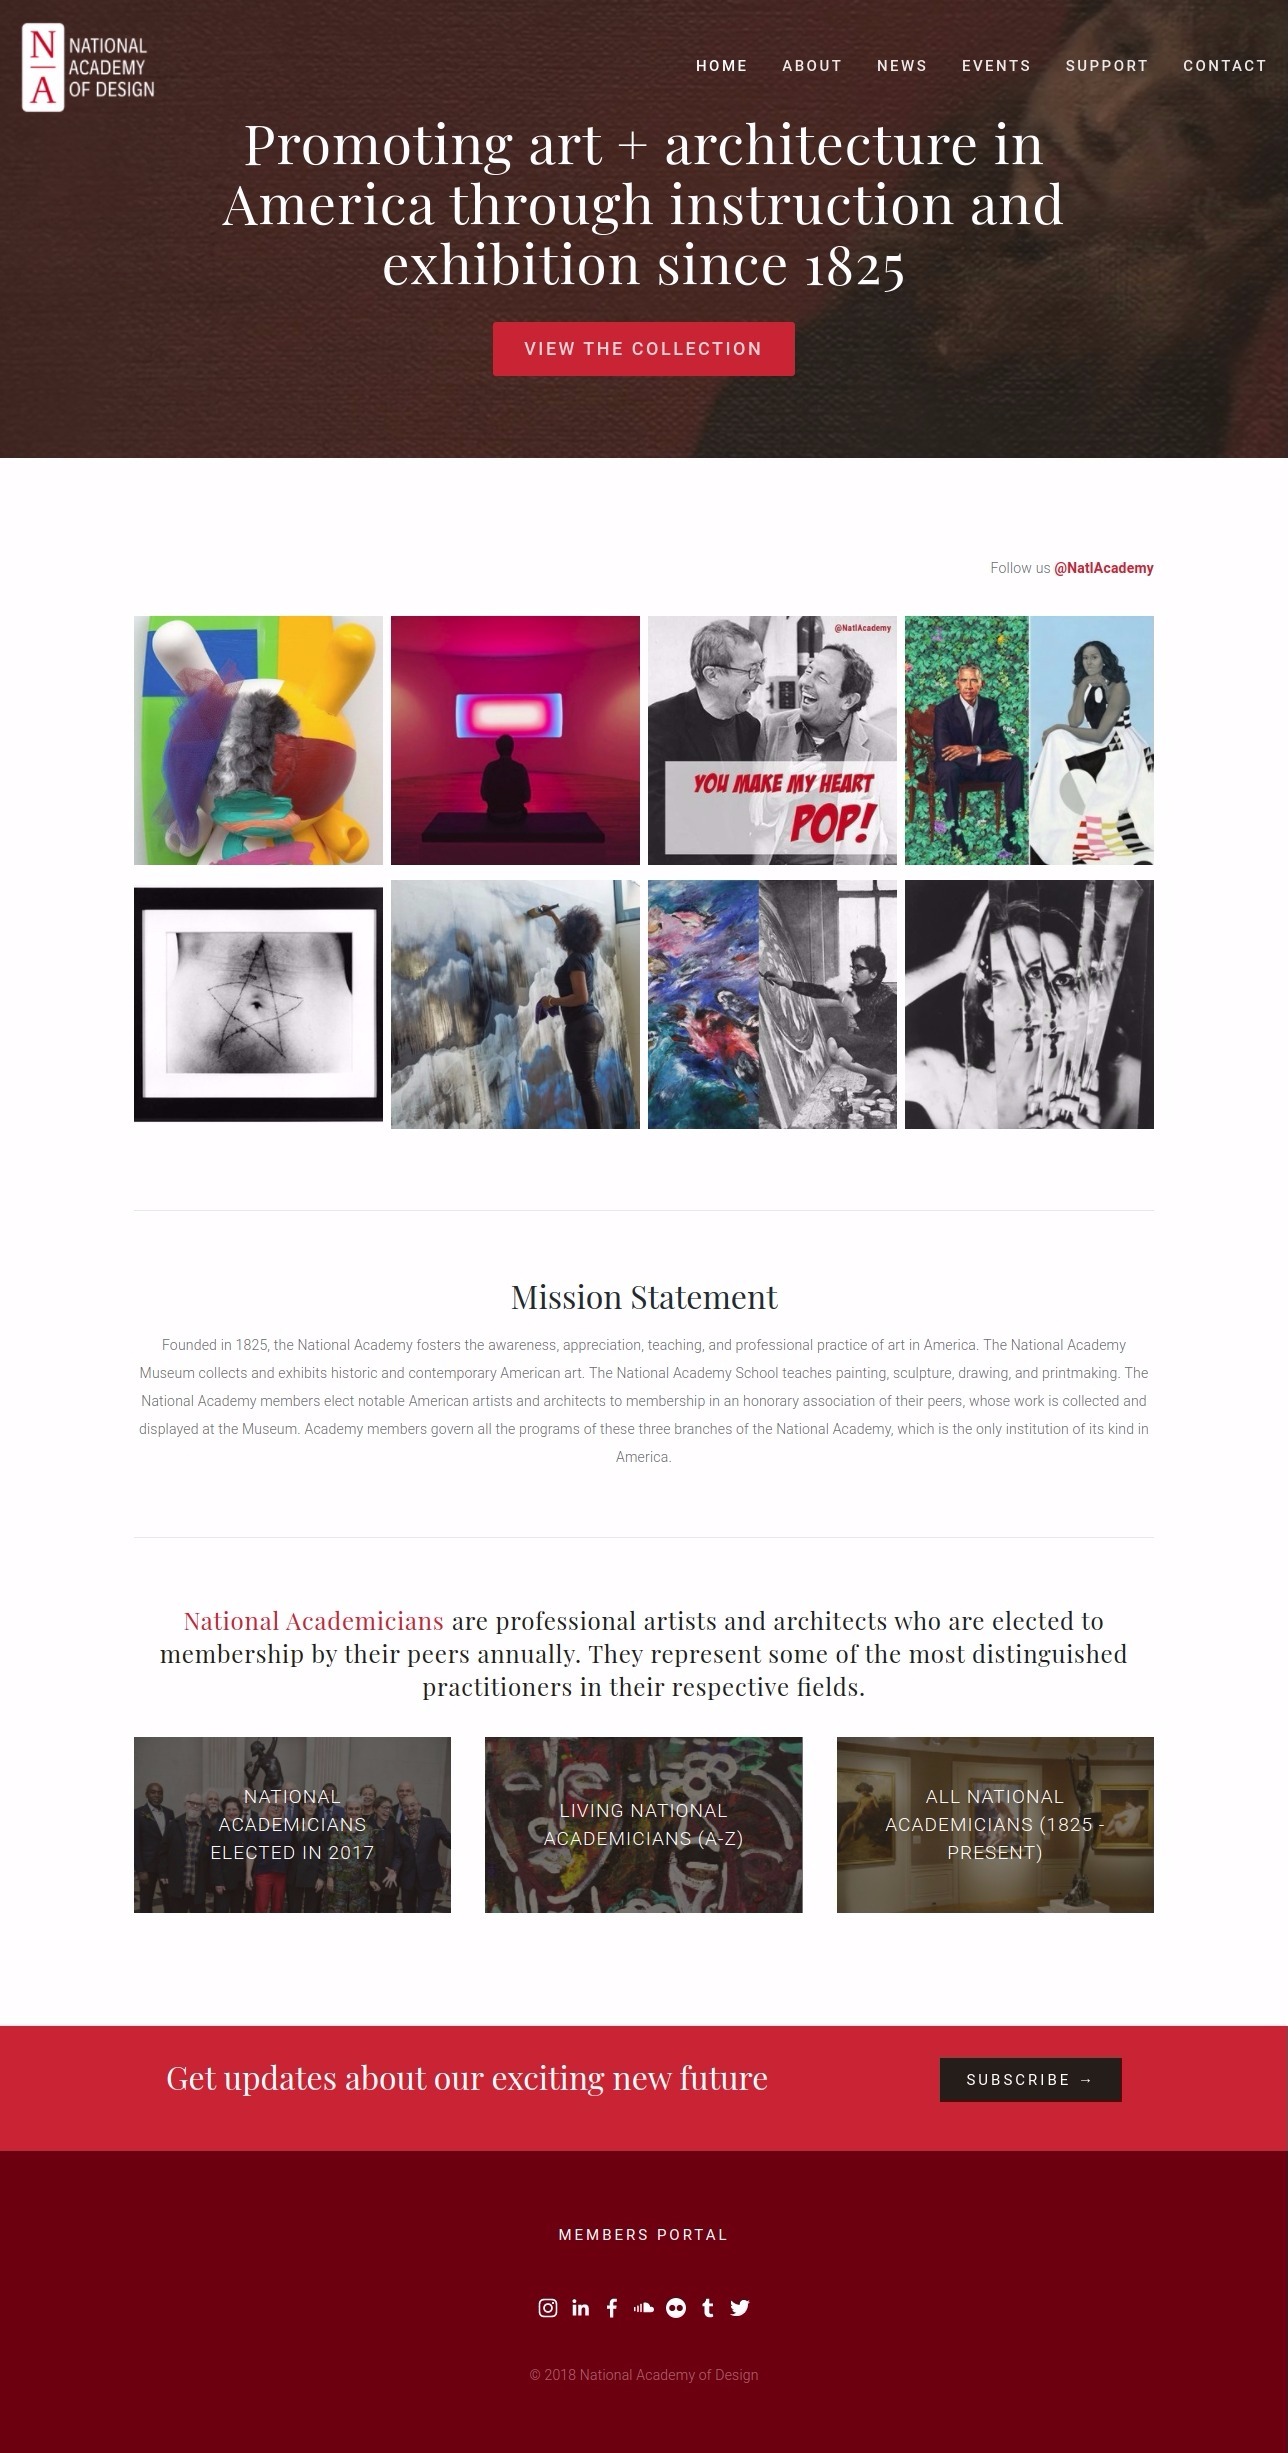 NATIONAL
ACADEMY
OF DESIGN
N
A
HOME ABOUT NEWS EVENTS SUPPORT CONTACT
Promoting art + architecture in
America through instruction and
exhibition since 1825
VIEW THE COLLECTION
Follow us @NatlAcademy
@NatlAcademy
YOU MAKE MY HEART
POP!
Mission Statement
Founded in 1825, the National Academy fosters the awareness, appreciation, teaching, and professional practice of art in America. The National Academy
Museum collects and exhibits historic and contemporary American art. The National Academy School teaches painting, sculpture, drawing, and printmaking. The
National Academy members elect notable American artists and architects to membership in an honorary association of their peers, whose work is collected and
displayed at the Museum. Academy members govern all the programs of these three branches of the National Academy, which is the only institution of its kind in
America.
National Academicians are professional artists and architects who are elected to
membership by their peers annually. They represent some of the most distinguished
practitioners in their respective fields.
NATIONAL
ACADEMICIANS
ELECTED IN 2017
LIVING NATIONAL
ACADEMICIANS (A-Z)
ALL NATIONAL
ACADEMICIANS (1825 -
PRESENT)
Get updates about our exciting new future
SUBSCRIBE →
MEMBERS PORTAL
© 2018 National Academy of Design